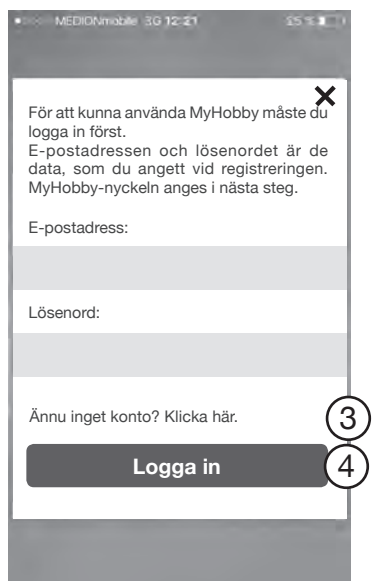 MEDIONmobile 3G 12:21 25 %
För att kunna använda MyHobby måste du
logga in först.
E-postadressen och lösenordet är de
data, som du angett vid registreringen.
MyHobby-nyckeln anges i nästa steg.
E-postadress:
Lösenord:
Ännu inget konto? Klicka här.
3
Logga in
4